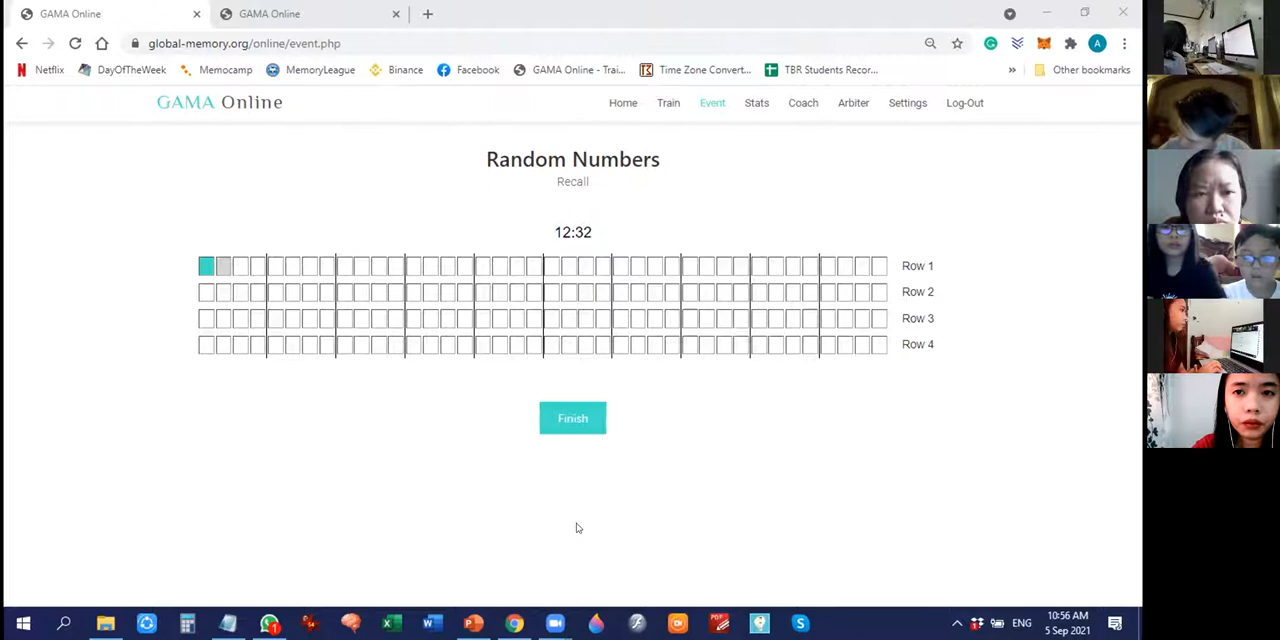 GAMA Online
GAMA Online
global-memory.org/online/event.php
A
Netflix
DayOfTheWeek
Memocamp
MemoryLeague
Binance
Facebook
GAMA Online - Trai...
Time Zone Convert...
TBR Students Recor...
»
Other bookmarks
GAMA Online
Home
Train
Event
Stats
Coach
Arbiter
Settings
Log-Out
Random Numbers
Recall
12:32
Row 1
Row 2
Row 3
Row 4
Finish
ENG
10:56 AM
5 Sep 2021